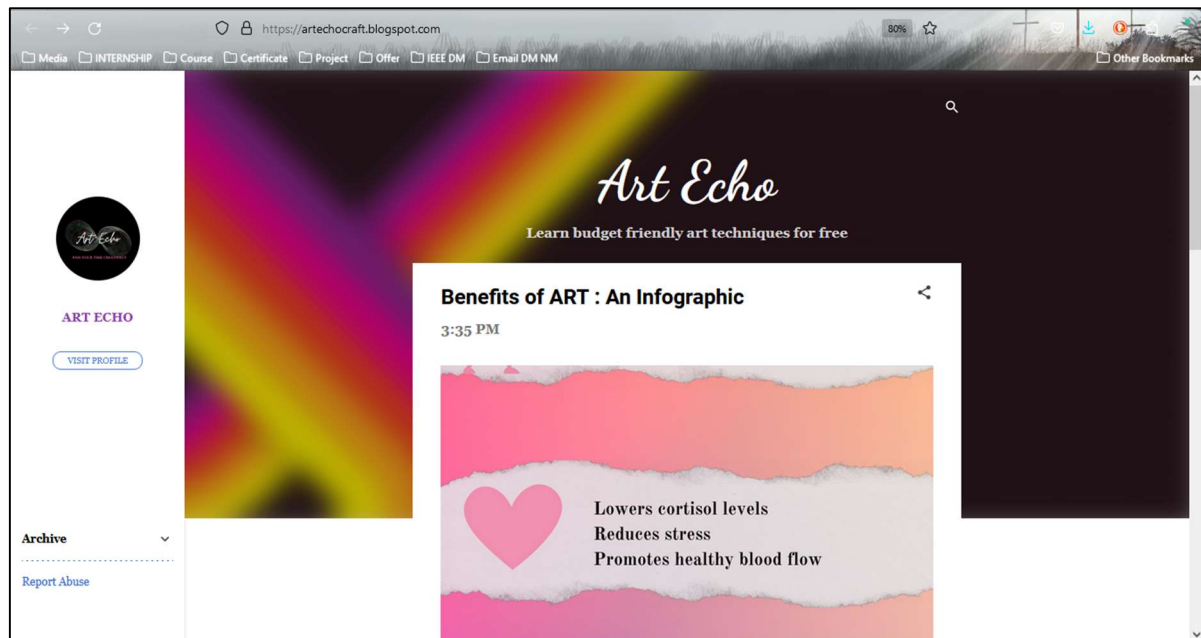 https://artechocraft.blogspot.com
80%
Media INTERNSHIP Course Certificate Project Offer IEEE DM Email DM NM
Other Bookmarks
Art Echo
ART ECHO
VISIT PROFILE
Archive
Report Abuse
Art Echo
Learn budget friendly art techniques for free
Benefits of ART : An Infographic
3:35 PM
Lowers cortisol levels
Reduces stress
Promotes healthy blood flow